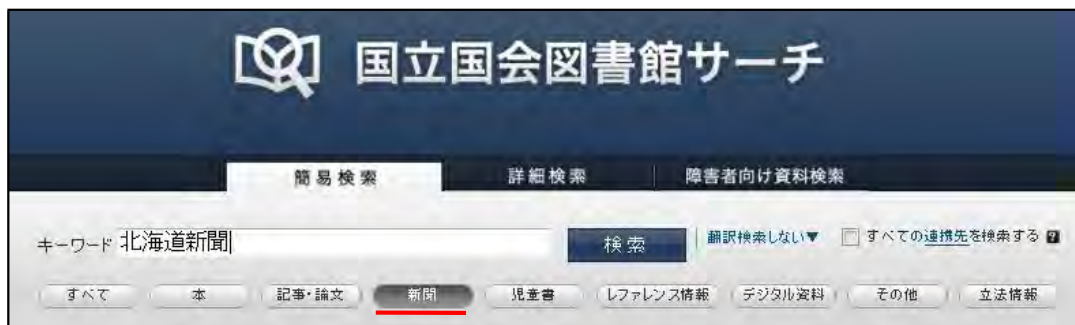 国立国会図書館サーチ
簡易検索 詳細検索 障害者向け資料検索
キーワード 北海道新聞 検索 翻訳検索しない▼ すべての連携先を検索する ?
すべて 本 記事・論文 新聞 児童書 レファレンス情報 デジタル資料 その他 立法情報